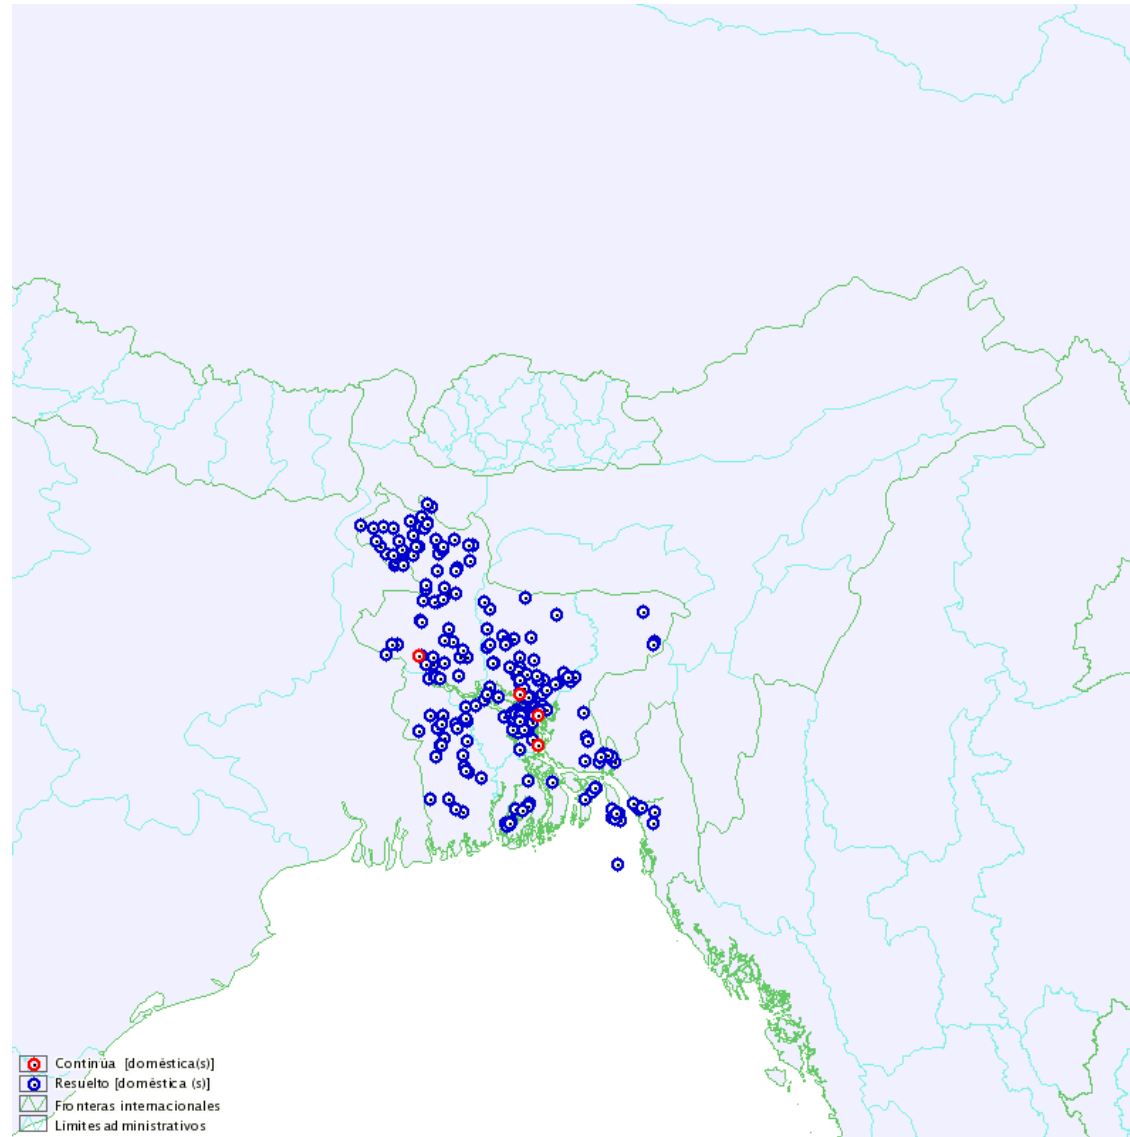 Continúa [doméstica(s)]
Resuelto [doméstica (s)]
Fronteras internacionales
Límites administrativos